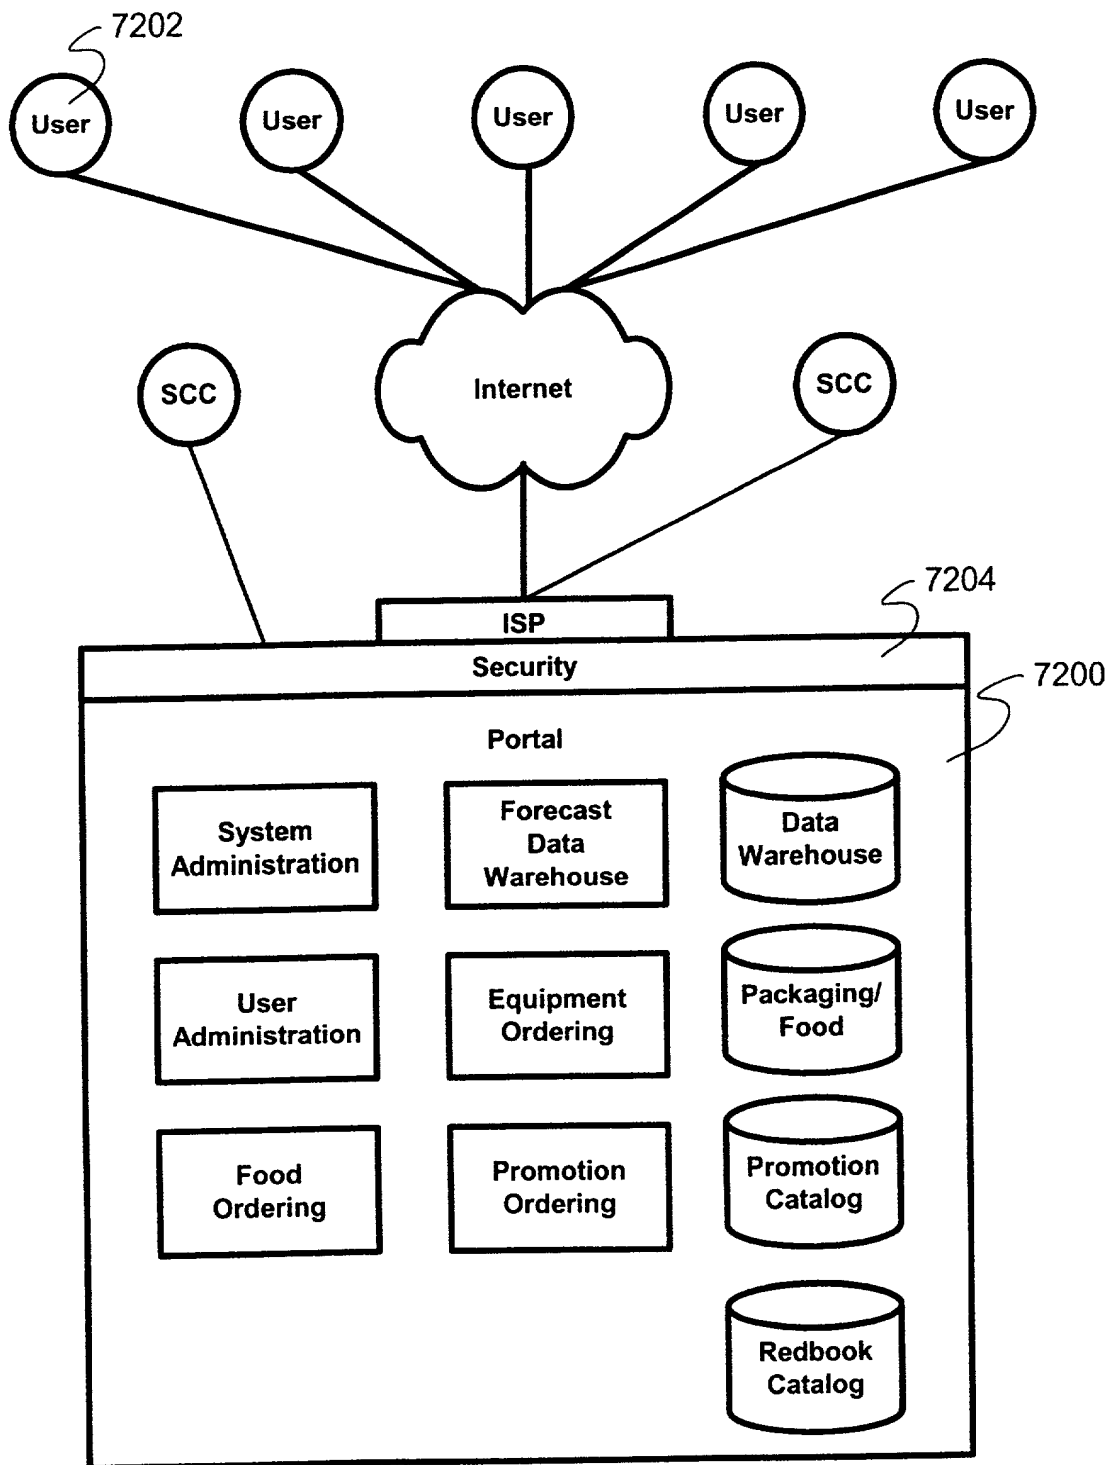 7202
User
User
User
User
User
Internet
SCC
SCC
7204
ISP
Security
7200
Portal
System
Administration
Forecast
Data
Warehouse
Data
Warehouse
User
Administration
Equipment
Ordering
Packaging/
Food
Food
Ordering
Promotion
Ordering
Promotion
Catalog
Redbook
Catalog